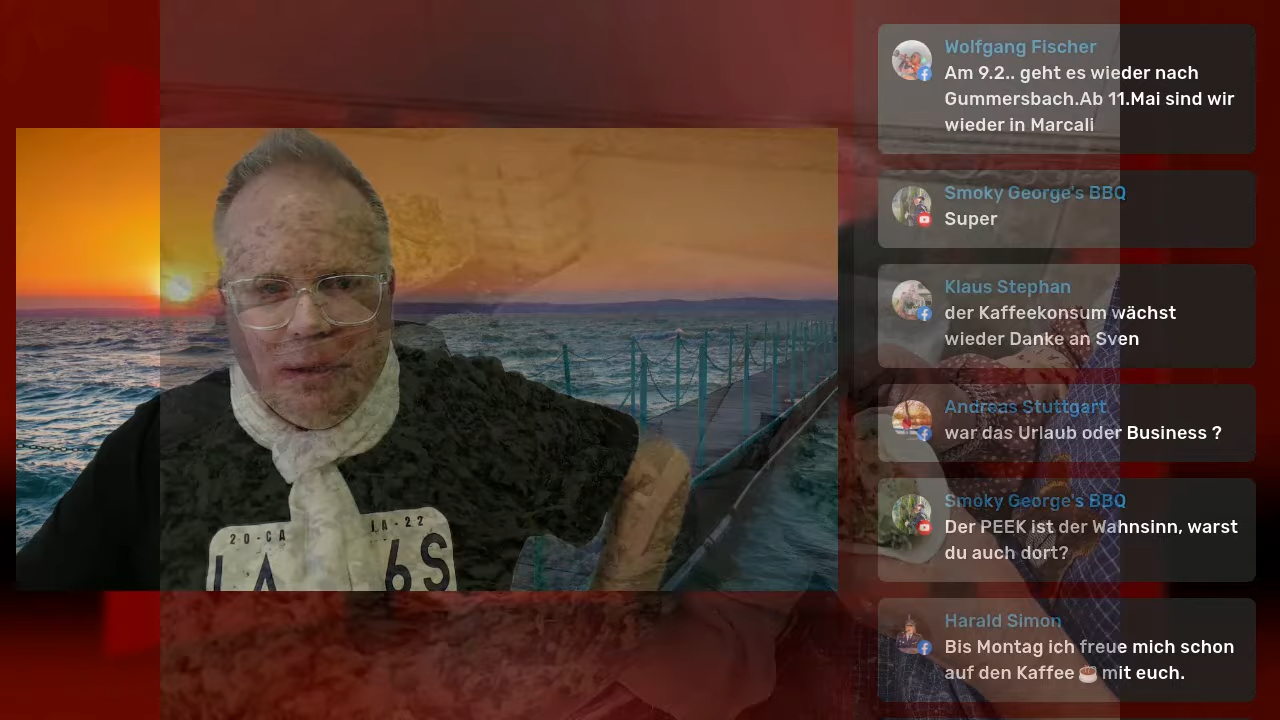 Wolfgang Fischer
Am 9.2.. geht es wieder nach
Gummersbach.Ab 11.Mai sind wir
wieder in Marcali
Smoky George's BBQ
Super
Klaus Stephan
der Kaffeekonsum wächst
wieder Danke an Sven
Andreas Stuttgart
war das Urlaub oder Business ?
Smoky George's BBQ
Der PEEK ist der Wahnsinn, warst
du auch dort?
Harald Simon
Bis Montag ich freue mich schon
auf den Kaffee ☕ mit euch.
20-CA LA-22
6S